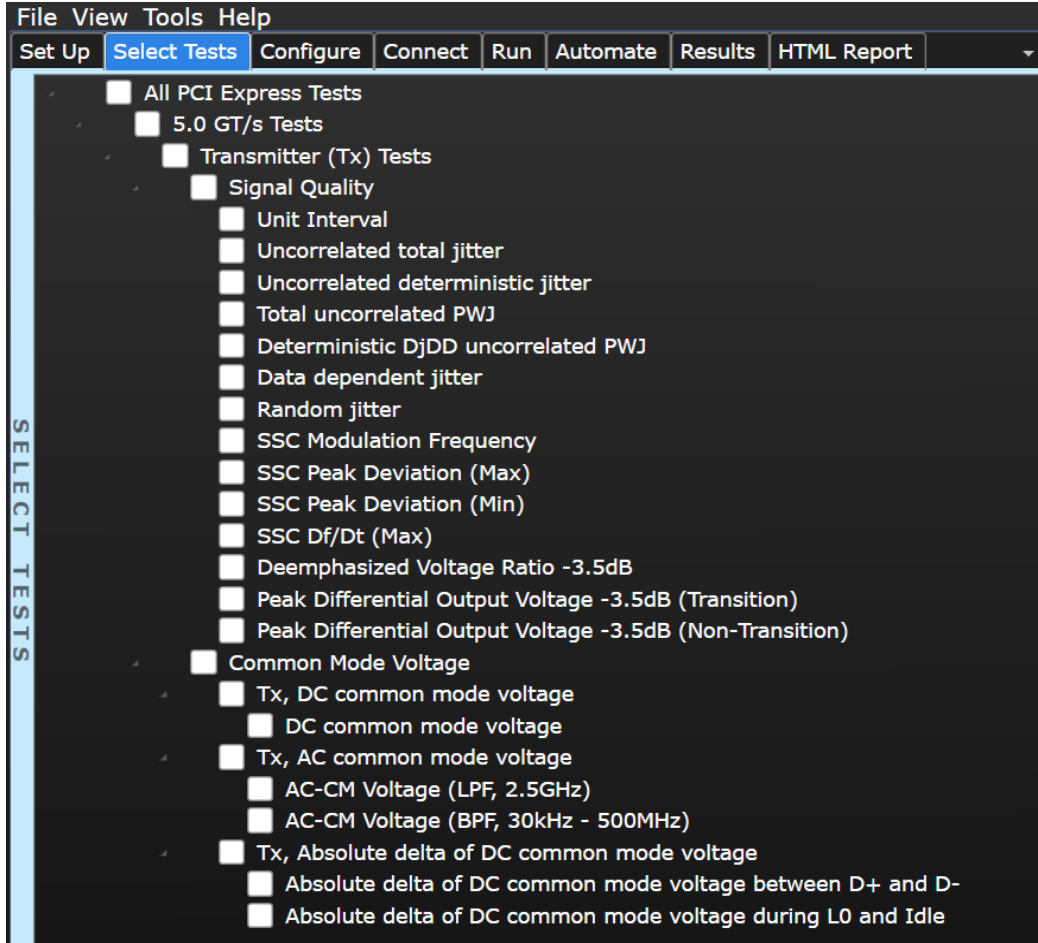 File View Tools Help
Set Up Select Tests Configure Connect Run Automate Results HTML Report
SELECT TESTS
All PCI Express Tests
5.0 GT/s Tests
Transmitter (Tx) Tests
Signal Quality
Unit Interval
Uncorrelated total jitter
Uncorrelated deterministic jitter
Total uncorrelated PWJ
Deterministic DjDD uncorrelated PWJ
Data dependent jitter
Random jitter
SSC Modulation Frequency
SSC Peak Deviation (Max)
SSC Peak Deviation (Min)
SSC Df/Dt (Max)
Deemphasized Voltage Ratio -3.5dB
Peak Differential Output Voltage -3.5dB (Transition)
Peak Differential Output Voltage -3.5dB (Non-Transition)
Common Mode Voltage
Tx, DC common mode voltage
DC common mode voltage
Tx, AC common mode voltage
AC-CM Voltage (LPF, 2.5GHz)
AC-CM Voltage (BPF, 30kHz - 500MHz)
Tx, Absolute delta of DC common mode voltage
Absolute delta of DC common mode voltage between D+ and D-
Absolute delta of DC common mode voltage during L0 and Idle